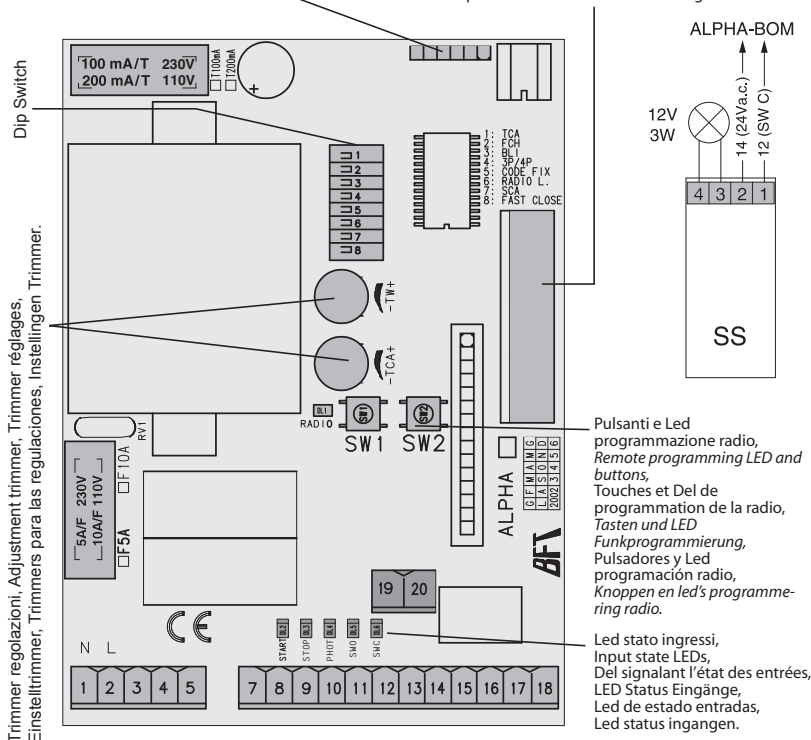 ALPHA-BOM
100 mA/T 230V
200 mA/T 110V
T100mA
T200mA
+
Dip Switch
1
2
3
4
5
6
7
8
1: TCA
2: FCH
3: BLI
4: 3P/4P
5: CODE FIX
6: RADIO L.
7: SCA
8: FAST CLOSE
12V
3W
14 (24Va.c.)
12 (SW C)
4 3 2 1
SS
Trimmer regolazioni, Adjustment trimmer, Trimmer réglages,
Einstelltrimmer, Trimmers para las regulaciones, Instellingen Trimmer.
-TW+
-TCA+
DL1
RADIO
SW1
SW2
SW1 SW2
RV1
5A/F 230V
10A/F 110V
F10A
F5A
ALPHA
G F M A M G
L A S O N D
2002 3 4 5 6
BFT
Pulsanti e Led
programmazione radio,
Remote programming LED and
buttons,
Touches et Del de
programmation de la radio,
Tasten und LED
Funkprogrammierung,
Pulsadores y Led
programación radio,
Knoppen en led's programme-
ring radio.
19 20
CE
DL2 DL3 DL4 DL5 DL6
START STOP PHOT SWO SWC
Led stato ingressi,
Input state LEDs,
Del signalant l'état des entrées,
LED Status Eingänge,
Led de estado entradas,
Led status ingangen.
N L
1 2 3 4 5
7 8 9 10 11 12 13 14 15 16 17 18